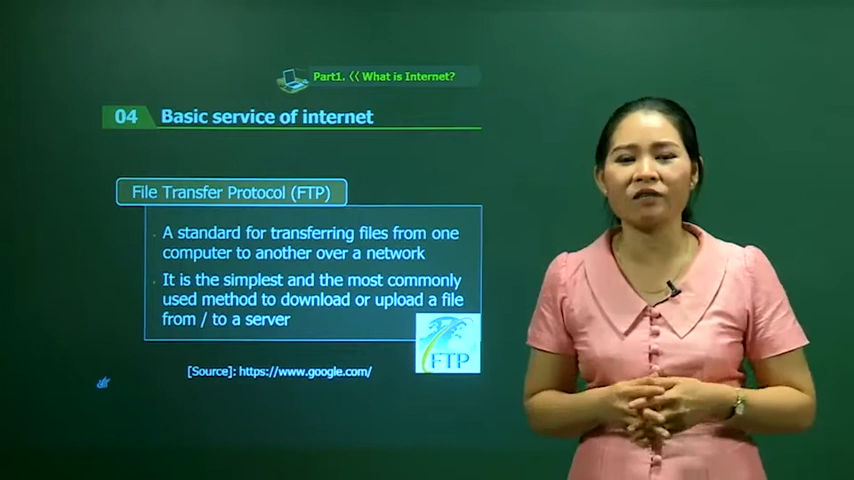 Part1. 《 What is Internet?
04 Basic service of internet
File Transfer Protocol (FTP)
. A standard for transferring files from one
computer to another over a network
. It is the simplest and the most commonly
used method to download or upload a file
from / to a server
FTP
[Source]: https://www.google.com/